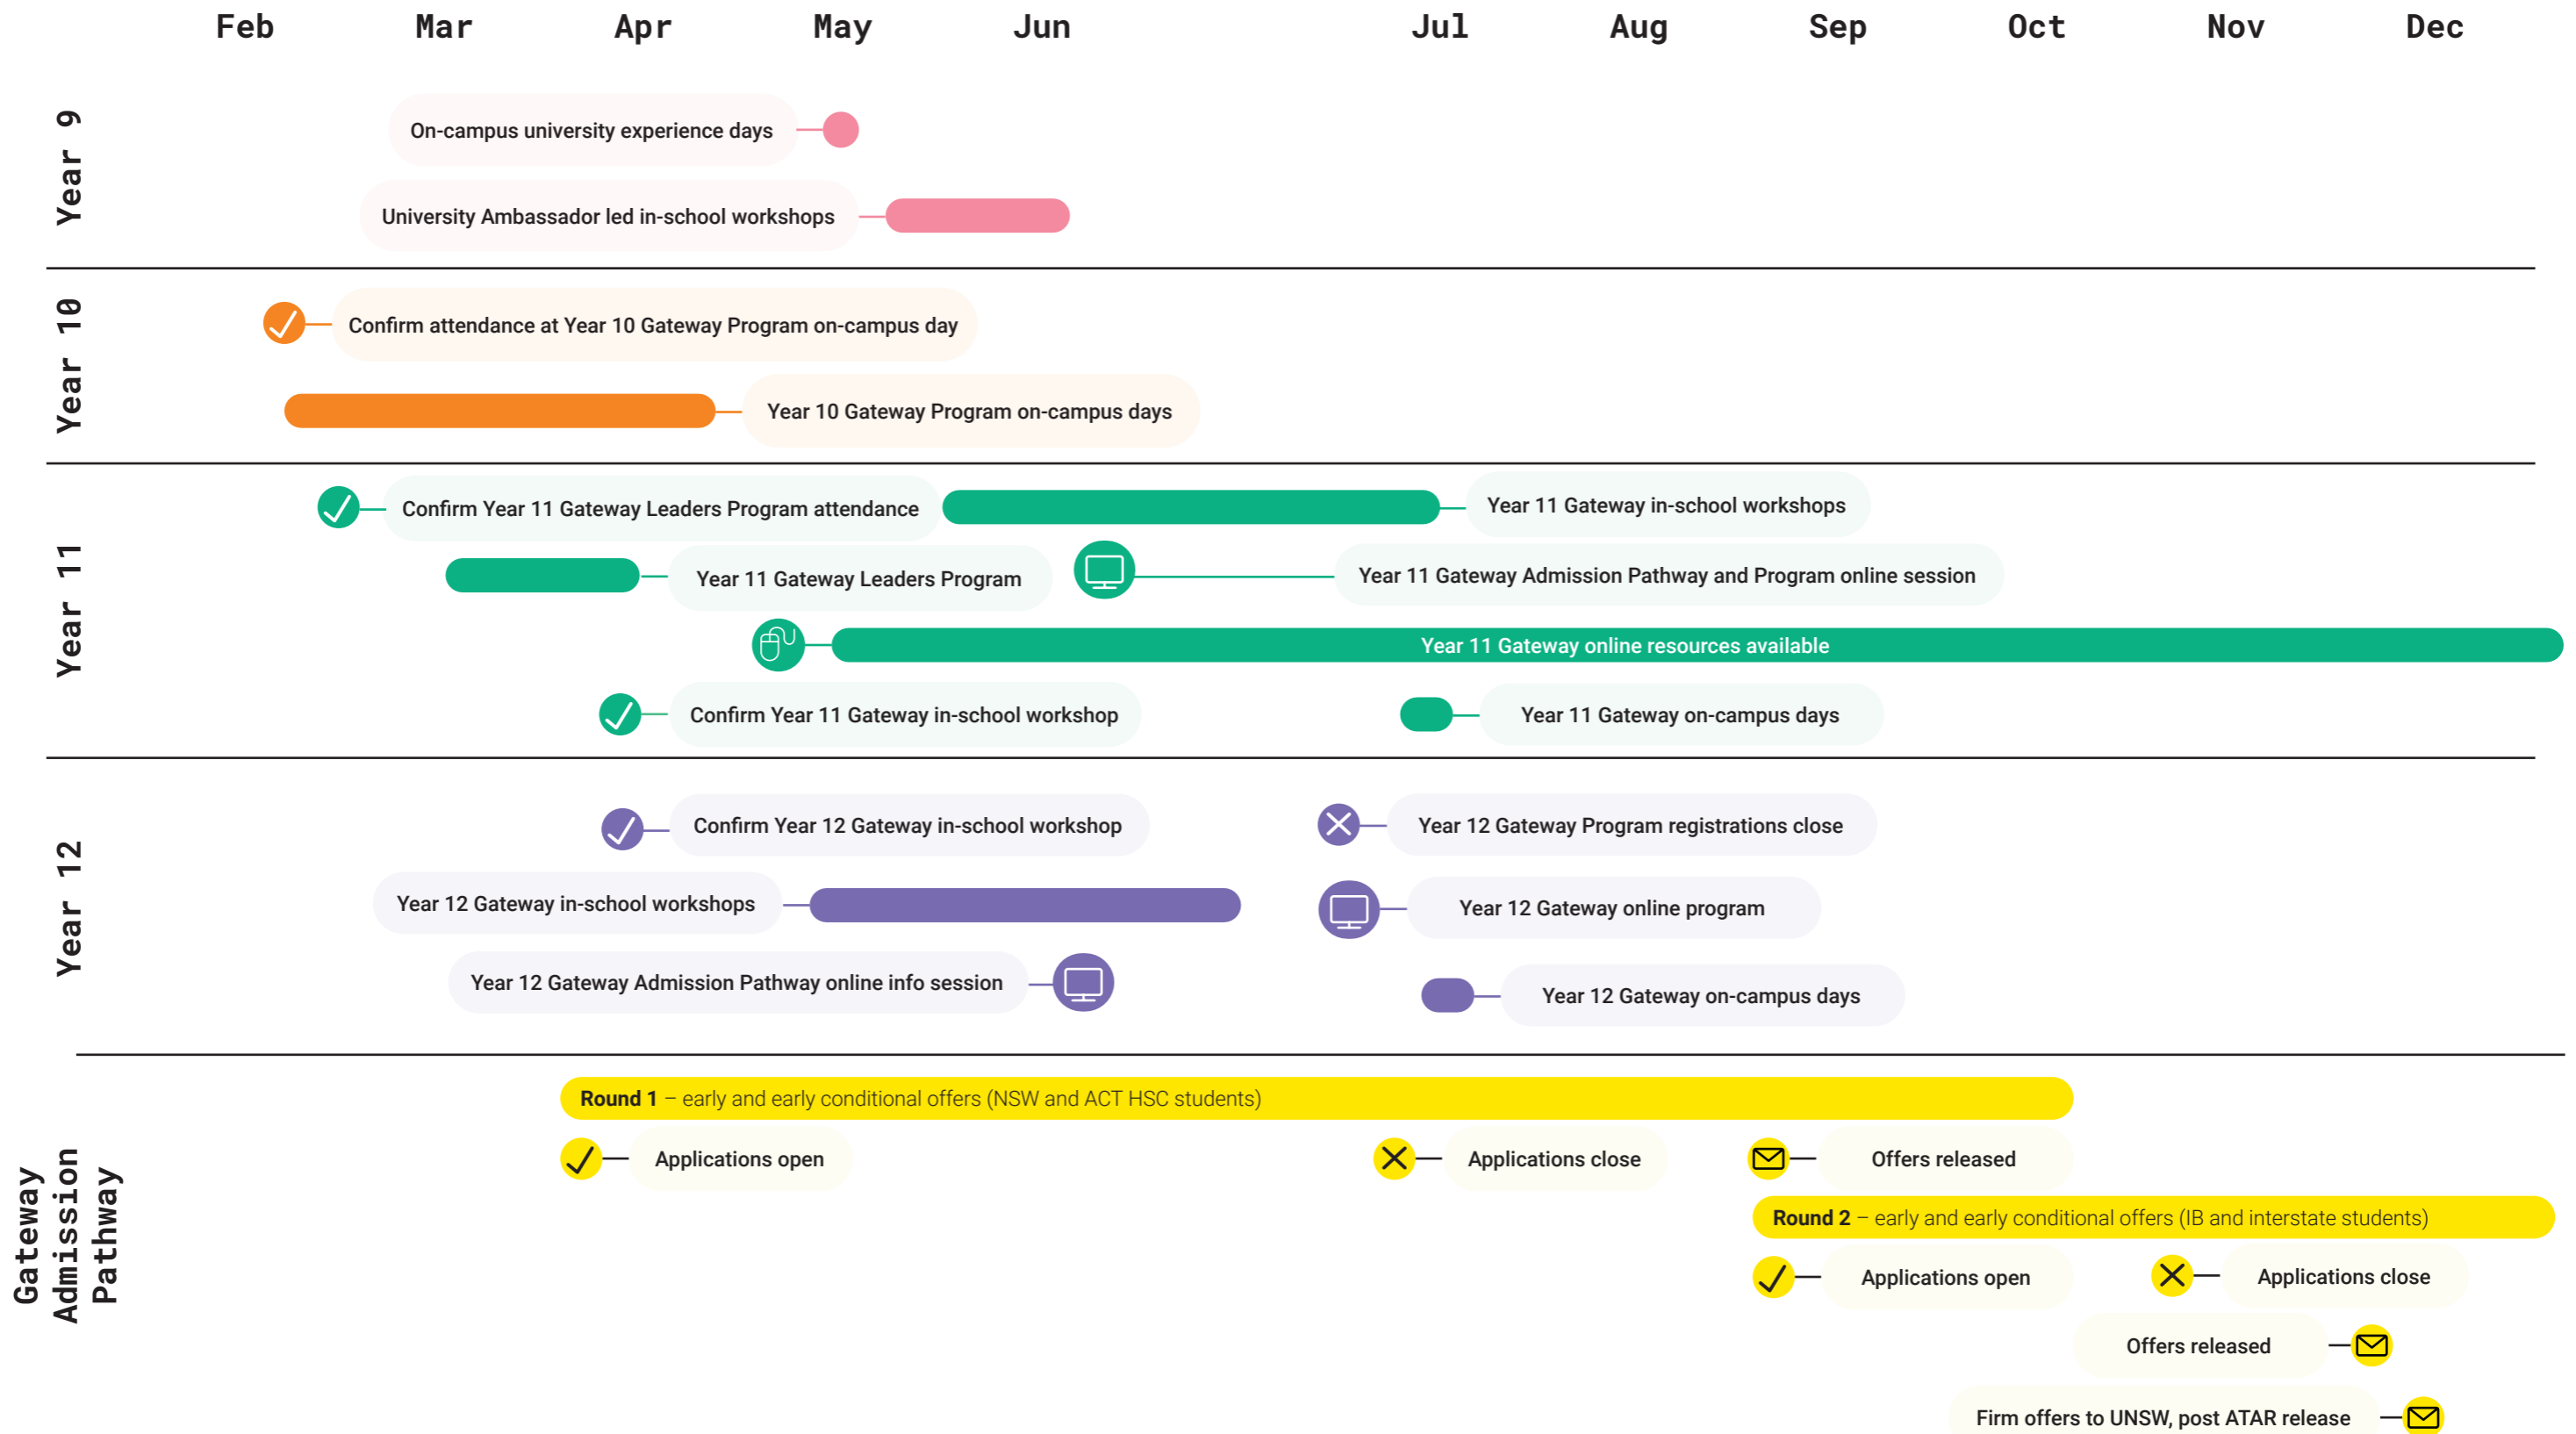 Feb Mar Apr May Jun Jul Aug Sep Oct Nov Dec
Year 9
On-campus university experience days
University Ambassador led in-school workshops
Year 10
Confirm attendance at Year 10 Gateway Program on-campus day
Year 10 Gateway Program on-campus days
Year 11
Confirm Year 11 Gateway Leaders Program attendance
Year 11 Gateway in-school workshops
Year 11 Gateway Leaders Program
Year 11 Gateway Admission Pathway and Program online session
Year 11 Gateway online resources available
Confirm Year 11 Gateway in-school workshop
Year 11 Gateway on-campus days
Year 12
Confirm Year 12 Gateway in-school workshop
Year 12 Gateway Program registrations close
Year 12 Gateway in-school workshops
Year 12 Gateway online program
Year 12 Gateway Admission Pathway online info session
Year 12 Gateway on-campus days
Gateway
Admission
Pathway
Round 1 – early and early conditional offers (NSW and ACT HSC students)
Applications open
Applications close
Offers released
Round 2 – early and early conditional offers (IB and interstate students)
Applications open
Applications close
Offers released
Firm offers to UNSW, post ATAR release